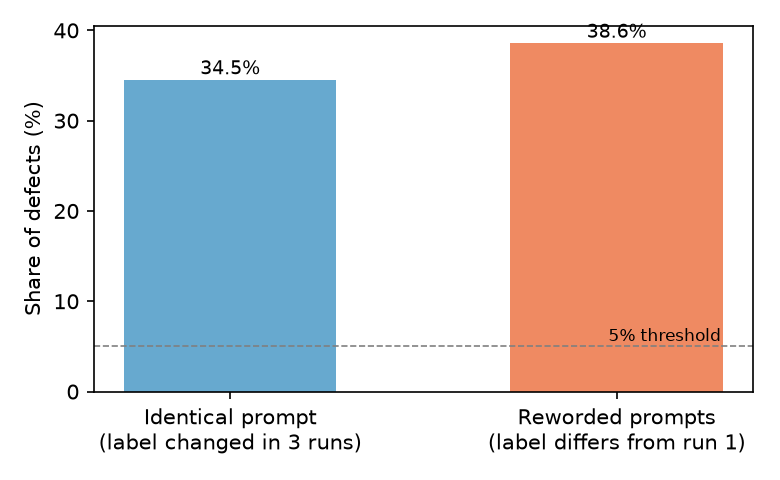 Share of defects (%)
40
30
20
10
0
34.5%
38.6%
5% threshold
Identical prompt
(label changed in 3 runs)
Reworded prompts
(label differs from run 1)